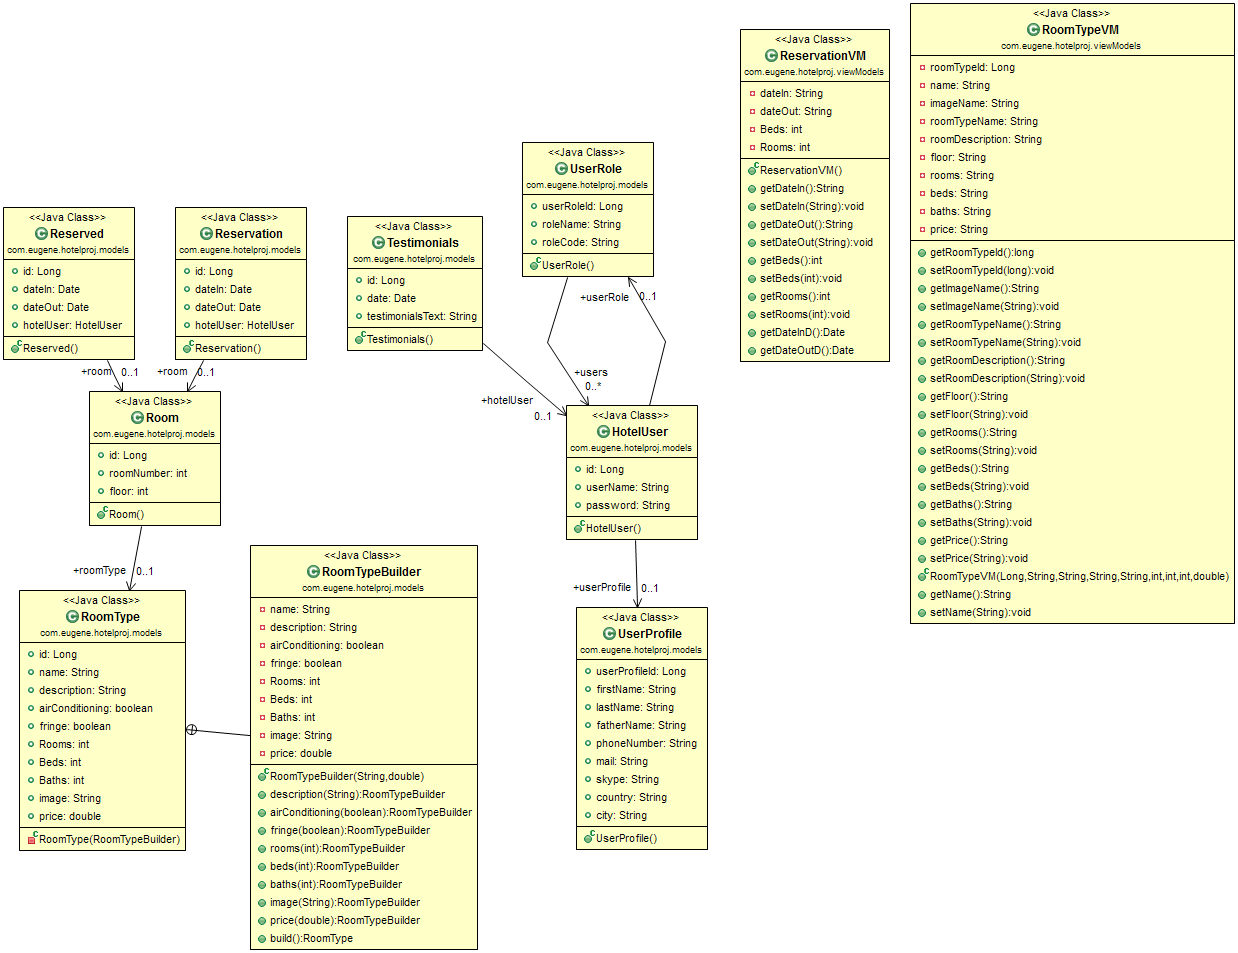 <<Java Class>>
Reserved
com.eugene.hotelproj.models
id: Long
dateIn: Date
dateOut: Date
hotelUser: HotelUser
Reserved()
<<Java Class>>
Reservation
com.eugene.hotelproj.models
id: Long
dateIn: Date
dateOut: Date
hotelUser: HotelUser
Reservation()
+room 0..1
+room 0..1
<<Java Class>>
Room
com.eugene.hotelproj.models
id: Long
roomNumber: int
floor: int
Room()
+roomType 0..1
<<Java Class>>
RoomType
com.eugene.hotelproj.models
id: Long
name: String
description: String
airConditioning: boolean
fringe: boolean
Rooms: int
Beds: int
Baths: int
image: String
price: double
RoomType(RoomTypeBuilder)
<<Java Class>>
RoomTypeBuilder
com.eugene.hotelproj.models
name: String
description: String
airConditioning: boolean
fringe: boolean
Rooms: int
Beds: int
Baths: int
image: String
price: double
RoomTypeBuilder(String,double)
description(String):RoomTypeBuilder
airConditioning(boolean):RoomTypeBuilder
fringe(boolean):RoomTypeBuilder
rooms(int):RoomTypeBuilder
beds(int):RoomTypeBuilder
baths(int):RoomTypeBuilder
image(String):RoomTypeBuilder
price(double):RoomTypeBuilder
build():RoomType
<<Java Class>>
Testimonials
com.eugene.hotelproj.models
id: Long
date: Date
testimonialsText: String
Testimonials()
+hotelUser
0..1
<<Java Class>>
UserRole
com.eugene.hotelproj.models
userRoleId: Long
roleName: String
roleCode: String
UserRole()
+userRole 0..1
+users
0..*
<<Java Class>>
HotelUser
com.eugene.hotelproj.models
id: Long
userName: String
password: String
HotelUser()
+userProfile 0..1
<<Java Class>>
UserProfile
com.eugene.hotelproj.models
userProfileId: Long
firstName: String
lastName: String
fatherName: String
phoneNumber: String
mail: String
skype: String
country: String
city: String
UserProfile()
<<Java Class>>
ReservationVM
com.eugene.hotelproj.viewModels
dateIn: String
dateOut: String
Beds: int
Rooms: int
ReservationVM()
getDateIn():String
setDateIn(String):void
getDateOut():String
setDateOut(String):void
getBeds():int
setBeds(int):void
getRooms():int
setRooms(int):void
getDateInD():Date
getDateOutD():Date
<<Java Class>>
RoomTypeVM
com.eugene.hotelproj.viewModels
roomTypeId: Long
name: String
imageName: String
roomTypeName: String
roomDescription: String
floor: String
rooms: String
beds: String
baths: String
price: String
getRoomTypeId():long
setRoomTypeId(long):void
getImageName():String
setImageName(String):void
getRoomTypeName():String
setRoomTypeName(String):void
getRoomDescription():String
setRoomDescription(String):void
getFloor():String
setFloor(String):void
getRooms():String
setRooms(String):void
getBeds():String
setBeds(String):void
getBaths():String
setBaths(String):void
getPrice():String
setPrice(String):void
RoomTypeVM(Long,String,String,String,String,int,int,int,double)
getName():String
setName(String):void